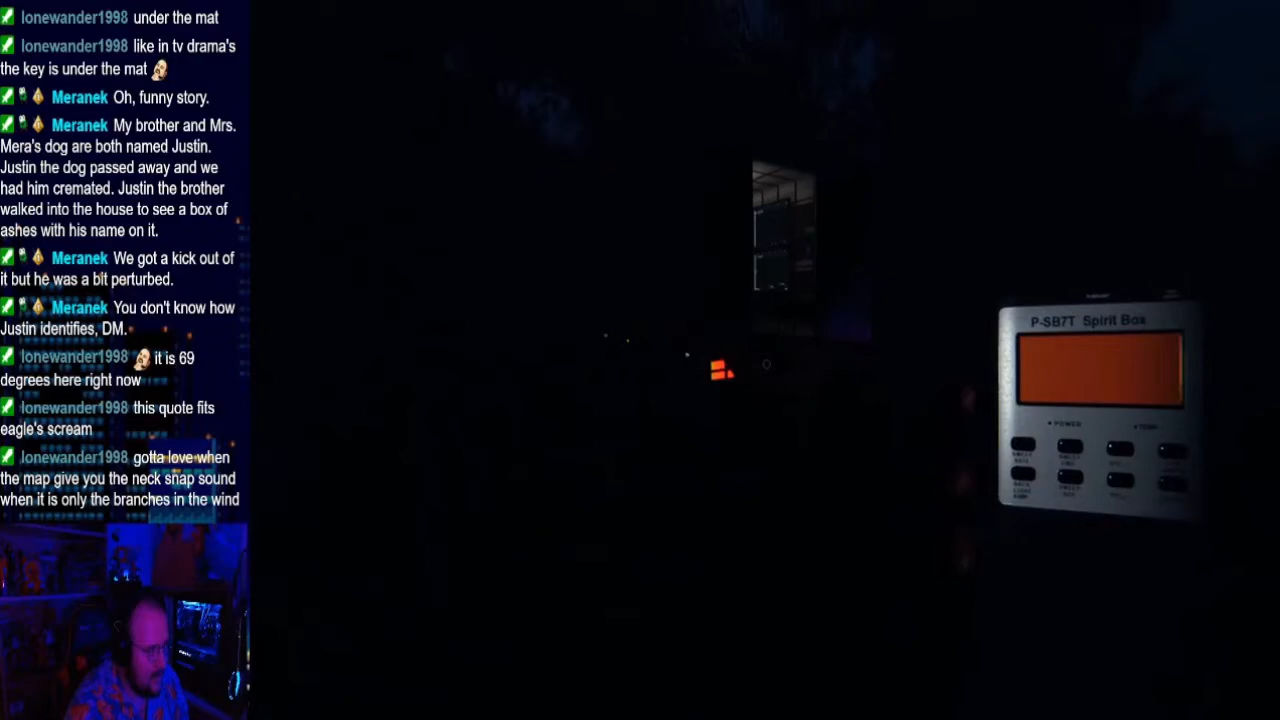 lonewander1998 under the mat
lonewander1998 like in tv drama's
the key is under the mat
Meranek Oh, funny story.
Meranek My brother and Mrs.
Mera's dog are both named Justin.
Justin the dog passed away and we
had him cremated. Justin the brother
walked into the house to see a box of
ashes with his name on it.
Meranek We got a kick out of
it but he was a bit perturbed.
Meranek You don't know how
Justin identifies, DM.
lonewander1998 it is 69
degrees here right now
lonewander1998 this quote fits
eagle's scream
lonewander1998 gotta love when
the map give you the neck snap sound
when it is only the branches in the wind
P-SB7T Spirit Box
POWER